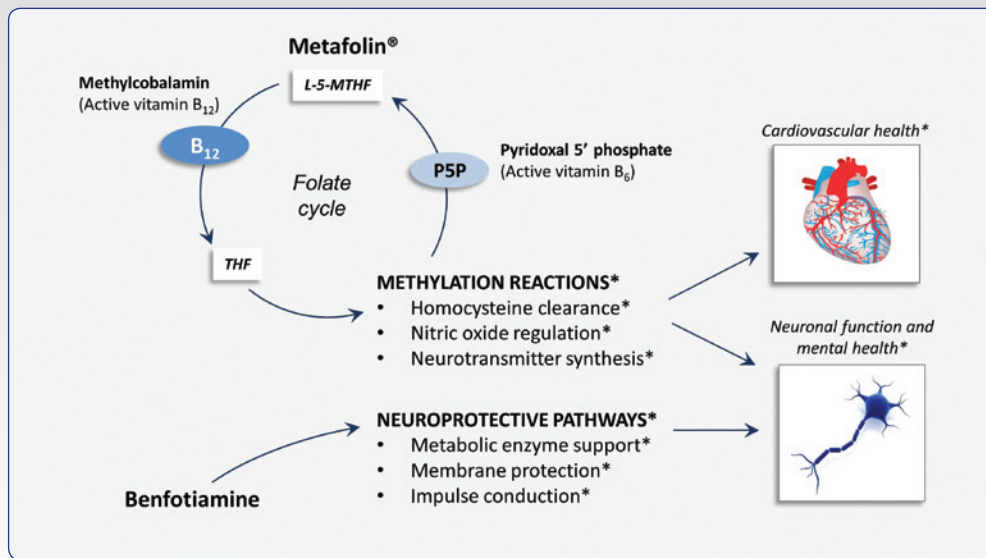 Metafolin®
L-5-MTHF
Methylcobalamin
(Active vitamin B₁₂)
B₁₂
Folate
cycle
P5P
Pyridoxal 5' phosphate
(Active vitamin B₆)
THF
METHYLATION REACTIONS*
• Homocysteine clearance*
• Nitric oxide regulation*
• Neurotransmitter synthesis*
Cardiovascular health*
Neuronal function and
mental health*
NEUROPROTECTIVE PATHWAYS*
• Metabolic enzyme support*
• Membrane protection*
• Impulse conduction*
Benfotiamine